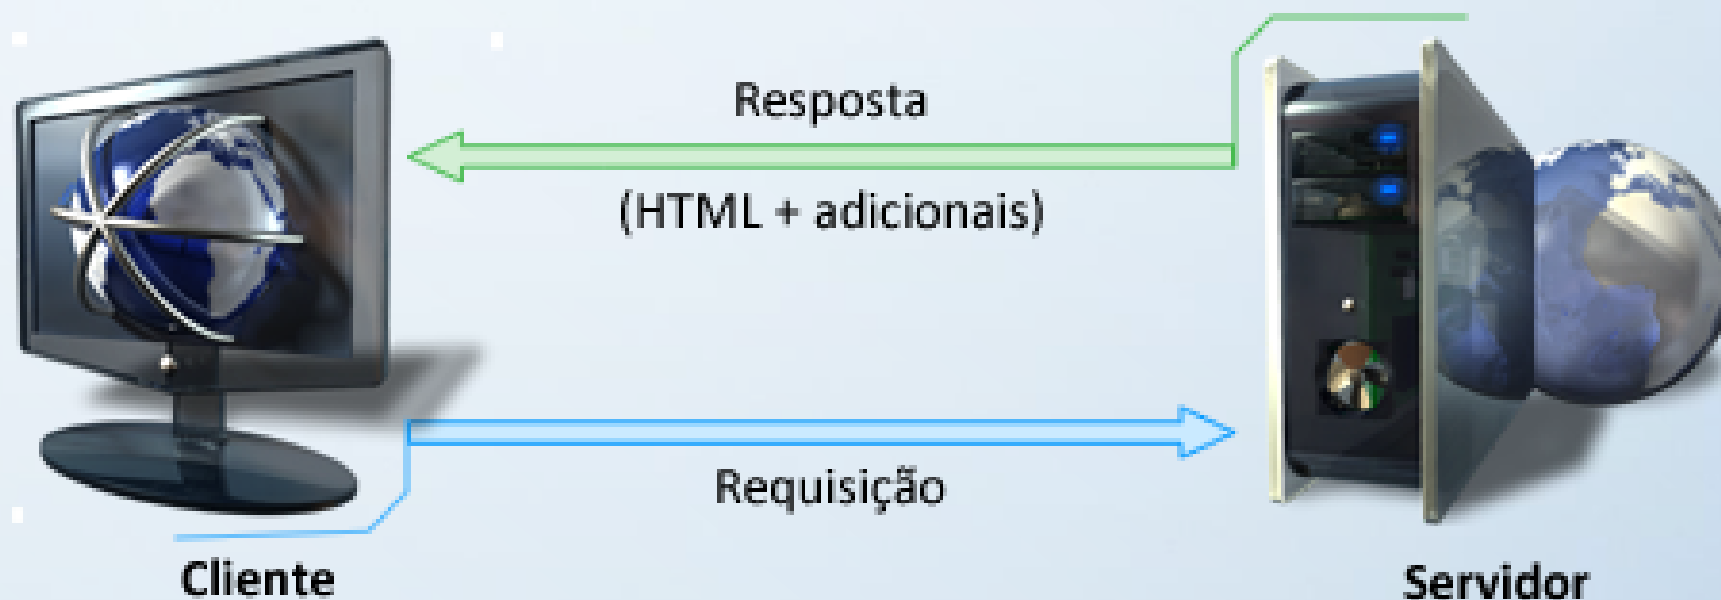 Resposta
(HTML + adicionais)
Requisição
Cliente
Servidor